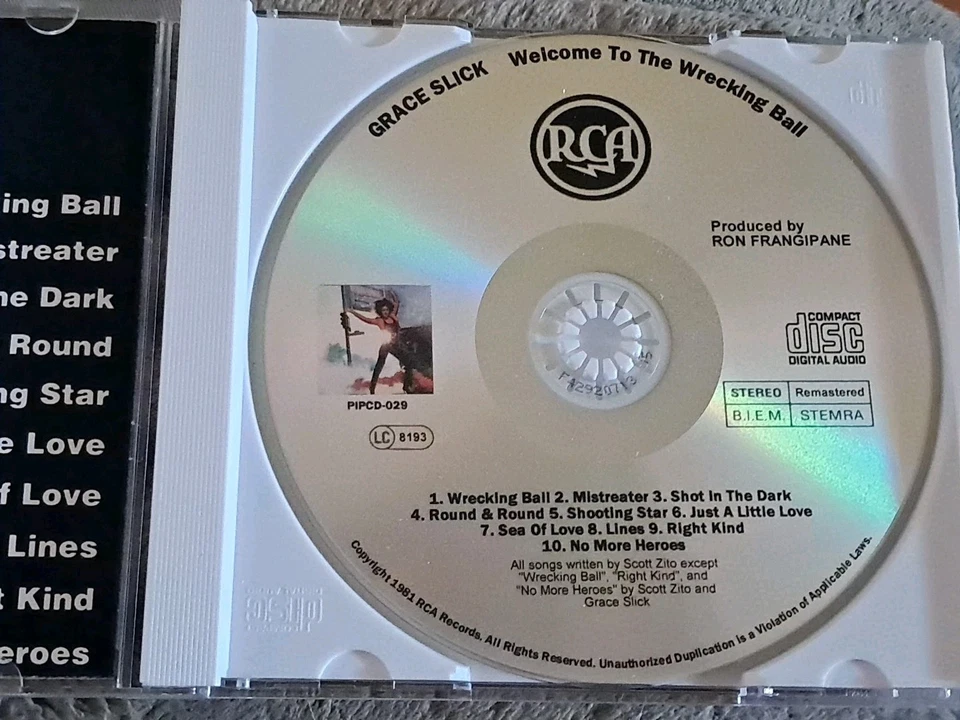 ing Ball
streater
he Dark
Round
ng Star
e Love
f Love
Lines
t Kind
eroes
GRACE SLICK Welcome To The Wrecking Ball
RCA
Produced by
RON FRANGIPANE
COMPACT
disc
DIGITAL AUDIO
PIPCD-029
LC 8193
STEREO Remastered
B.I.E.M. STEMRA
1. Wrecking Ball 2. Mistreater 3. Shot In The Dark
4. Round & Round 5. Shooting Star 6. Just A Little Love
7. Sea Of Love 8. Lines 9. Right Kind
10. No More Heroes
All songs written by Scott Zito except
"Wrecking Ball", "Right Kind", and
"No More Heroes" by Scott Zito and
Grace Slick
Copyright 1981 RCA Records. All Rights Reserved. Unauthorized Duplication is a Violation of Applicable Laws.
disc